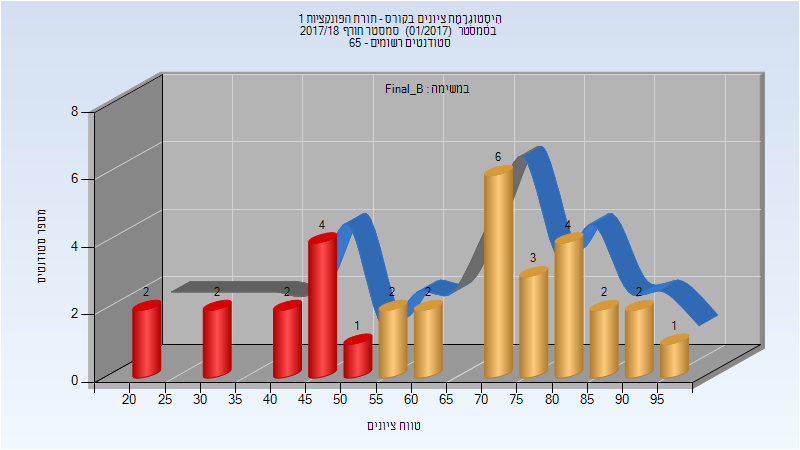 היסטוגרמת ציונים בקורס - תורת הפונקציות 1
בסמסטר (01/2017) סמסטר חורף 2017/18
סטודנטים רשומים - 65
במשימה : Final_B
מספר סטודנטים
8
6
4
2
0
2
2
2
4
1
2
2
6
3
4
2
2
1
20 25 30 35 40 45 50 55 60 65 70 75 80 85 90 95
טווח ציונים